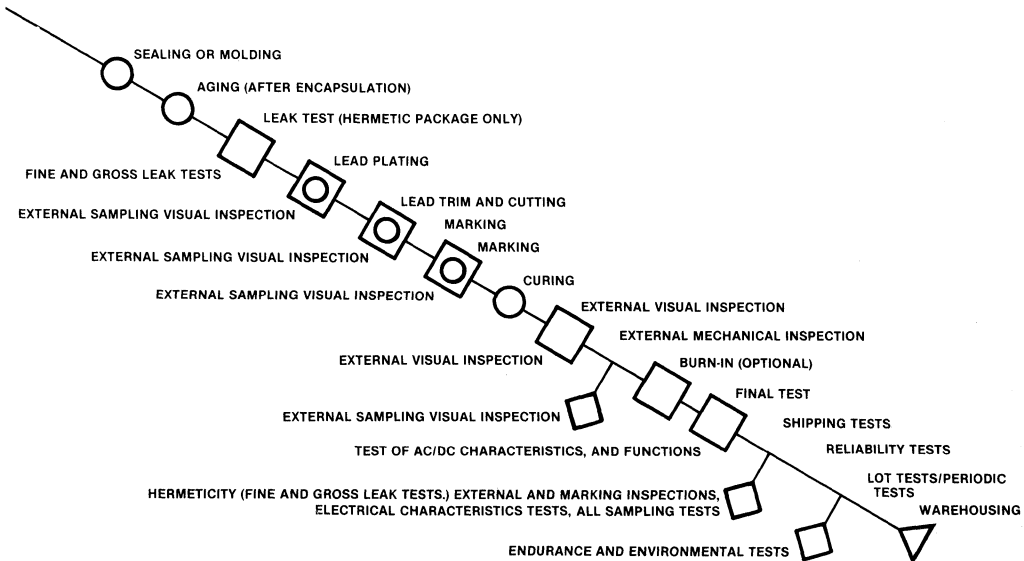 SEALING OR MOLDING
AGING (AFTER ENCAPSULATION)
LEAK TEST (HERMETIC PACKAGE ONLY)
LEAD PLATING
FINE AND GROSS LEAK TESTS
LEAD TRIM AND CUTTING
EXTERNAL SAMPLING VISUAL INSPECTION
MARKING
MARKING
EXTERNAL SAMPLING VISUAL INSPECTION
CURING
EXTERNAL SAMPLING VISUAL INSPECTION
EXTERNAL VISUAL INSPECTION
EXTERNAL MECHANICAL INSPECTION
EXTERNAL VISUAL INSPECTION
BURN-IN (OPTIONAL)
FINAL TEST
EXTERNAL SAMPLING VISUAL INSPECTION
SHIPPING TESTS
TEST OF AC/DC CHARACTERISTICS, AND FUNCTIONS
RELIABILITY TESTS
LOT TESTS/PERIODIC
TESTS
HERMETICITY (FINE AND GROSS LEAK TESTS.) EXTERNAL AND MARKING INSPECTIONS,
ELECTRICAL CHARACTERISTICS TESTS, ALL SAMPLING TESTS
WAREHOUSING
ENDURANCE AND ENVIRONMENTAL TESTS